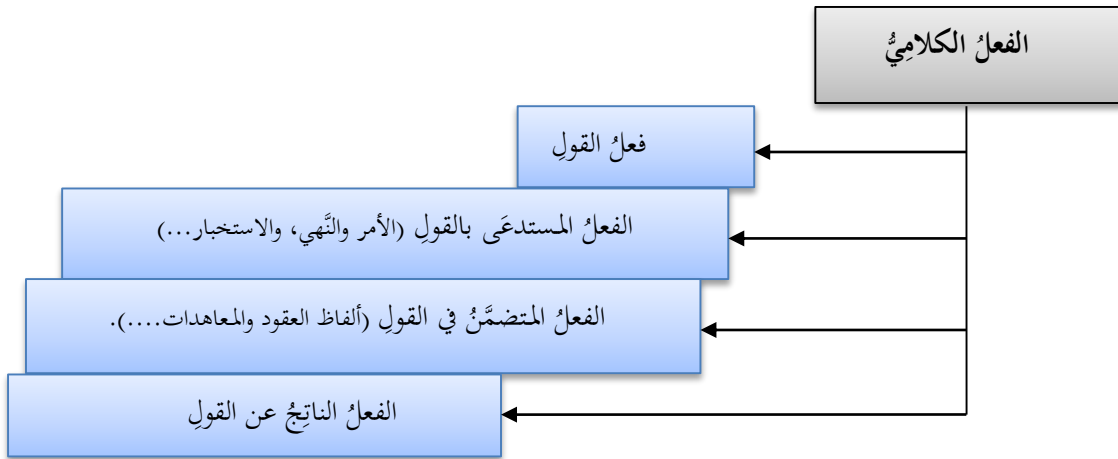 الفعلُ الكلامِيُّ
فعلُ القولِ
الفعلُ المستدعَى بالقولِ (الأمر والنَّهي، والاستخبار...)
الفعلُ المتضمَّنُ في القولِ (ألفاظ العقود والمعاهدات....).
الفعلُ الناتِجُ عن القولِ